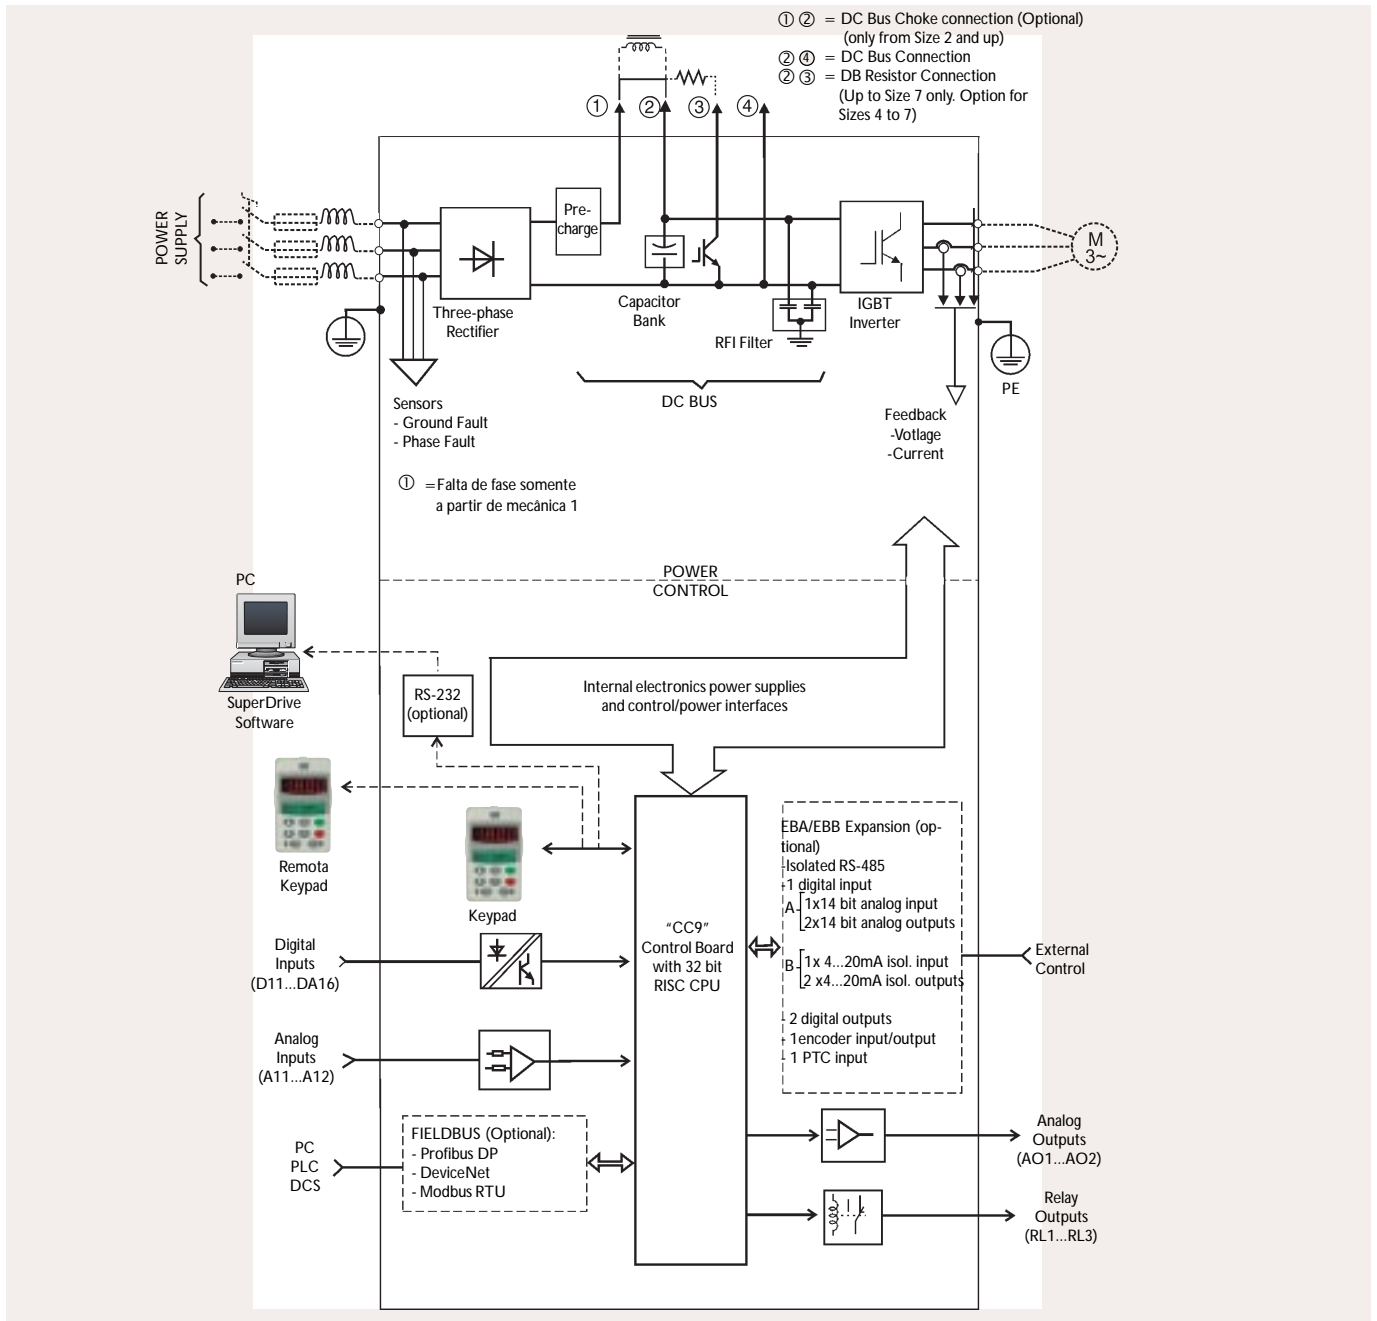 ① ② = DC Bus Choke connection (Optional)
(only from Size 2 and up)
② ④ = DC Bus Connection
② ③ = DB Resistor Connection
(Up to Size 7 only. Option for
Sizes 4 to 7)
① ② ③ ④
POWER
SUPPLY
Pre-
charge
M
3~
Three-phase
Rectifier
Capacitor
Bank
RFI Filter
IGBT
Inverter
PE
DC BUS
Sensors
- Ground Fault
- Phase Fault
Feedback
-Votlage
-Current
① =Falta de fase somente
a partir de mecânica 1
POWER
CONTROL
PC
SuperDrive
Software
RS-232
(optional)
Internal electronics power supplies
and control/power interfaces
Remota
Keypad
Keypad
"CC9"
Control Board
with 32 bit
RISC CPU
EBA/EBB Expansion (op-
tional)
-Isolated RS-485
-1 digital input
A- 1x14 bit analog input
2x14 bit analog outputs
B- 1x 4...20mA isol. input
2 x4...20mA isol. outputs
- 2 digital outputs
- 1encoder input/output
- 1 PTC input
External
Control
Digital
Inputs
(D11...DA16)
Analog
Inputs
(A11...A12)
PC
PLC
DCS
FIELDBUS (Optional):
- Profibus DP
- DeviceNet
- Modbus RTU
Analog
Outputs
(AO1...AO2)
Relay
Outputs
(RL1...RL3)